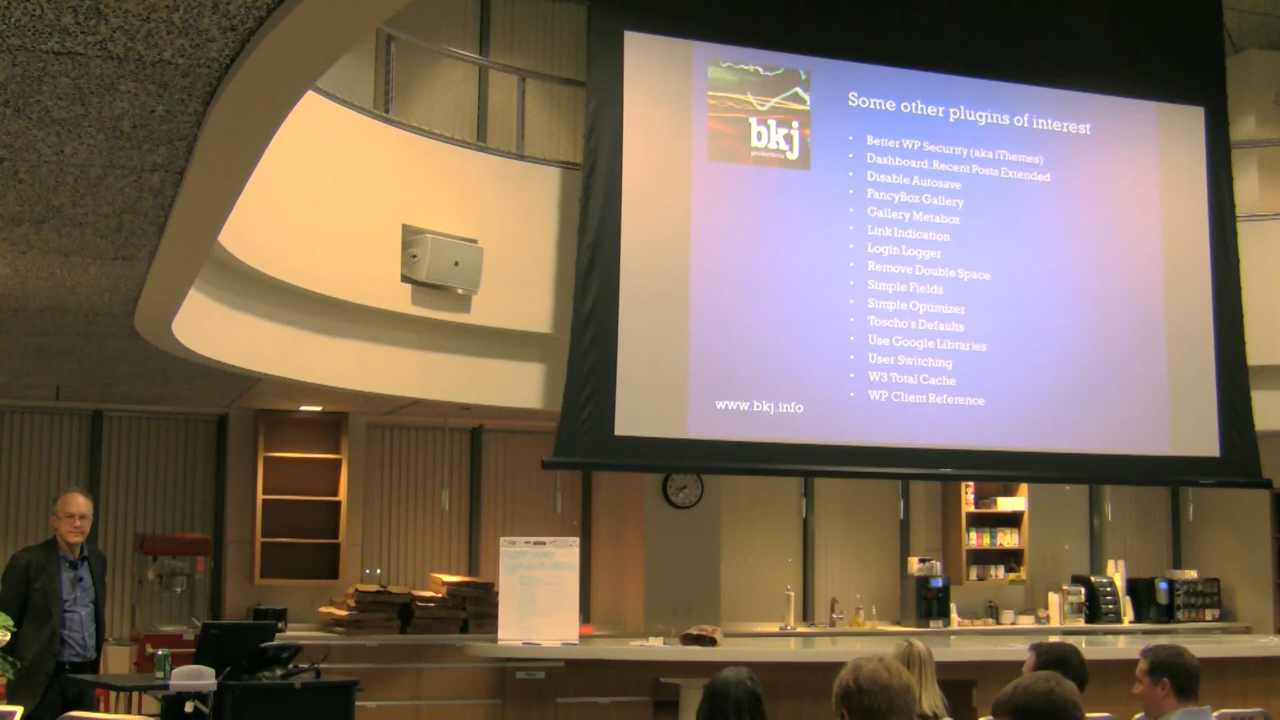 bkj
productions
Some other plugins of interest
• Better WP Security (aka iThemes)
• Dashboard: Recent Posts Extended
• Disable Autosave
• FancyBox Gallery
• Gallery Metabox
• Link Indication
• Login Logger
• Remove Double Space
• Simple Fields
• Simple Optimizer
• Toscho's Defaults
• Use Google Libraries
• User Switching
• W3 Total Cache
• WP Client Reference
www.bkj.info